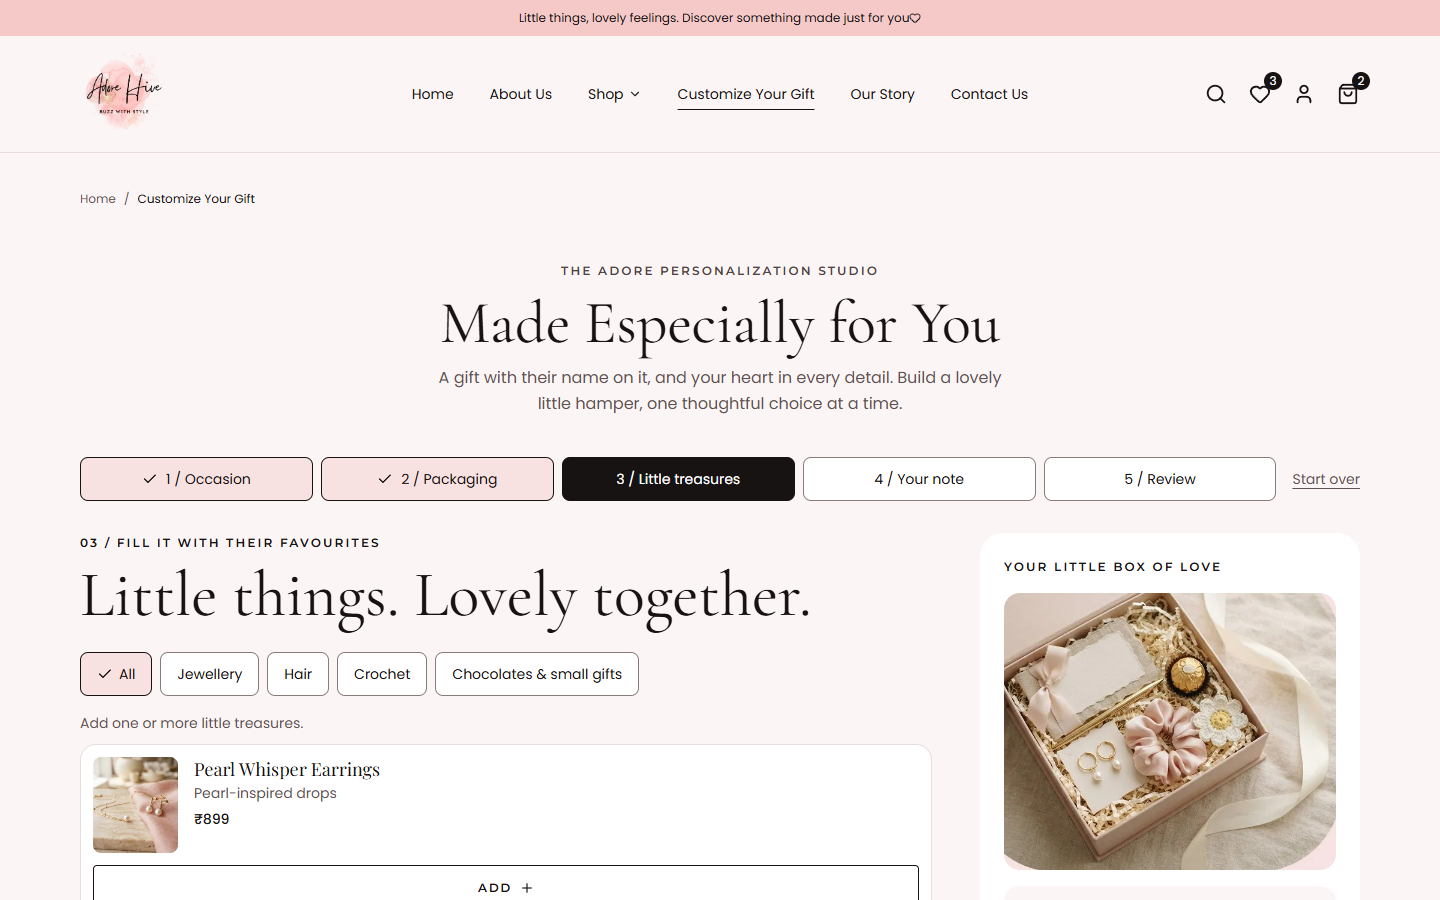 Little things, lovely feelings. Discover something made just for you♡
Adore Hive
BUZZ WITH STYLE
Home
About Us
Shop
Customize Your Gift
Our Story
Contact Us
3
2
Home / Customize Your Gift
THE ADORE PERSONALIZATION STUDIO
Made Especially for You
A gift with their name on it, and your heart in every detail. Build a lovely
little hamper, one thoughtful choice at a time.
1 / Occasion
2 / Packaging
3 / Little treasures
4 / Your note
5 / Review
Start over
03 / FILL IT WITH THEIR FAVOURITES
Little things. Lovely together.
All
Jewellery
Hair
Crochet
Chocolates & small gifts
Add one or more little treasures.
Pearl Whisper Earrings
Pearl-inspired drops
₹899
ADD +
YOUR LITTLE BOX OF LOVE